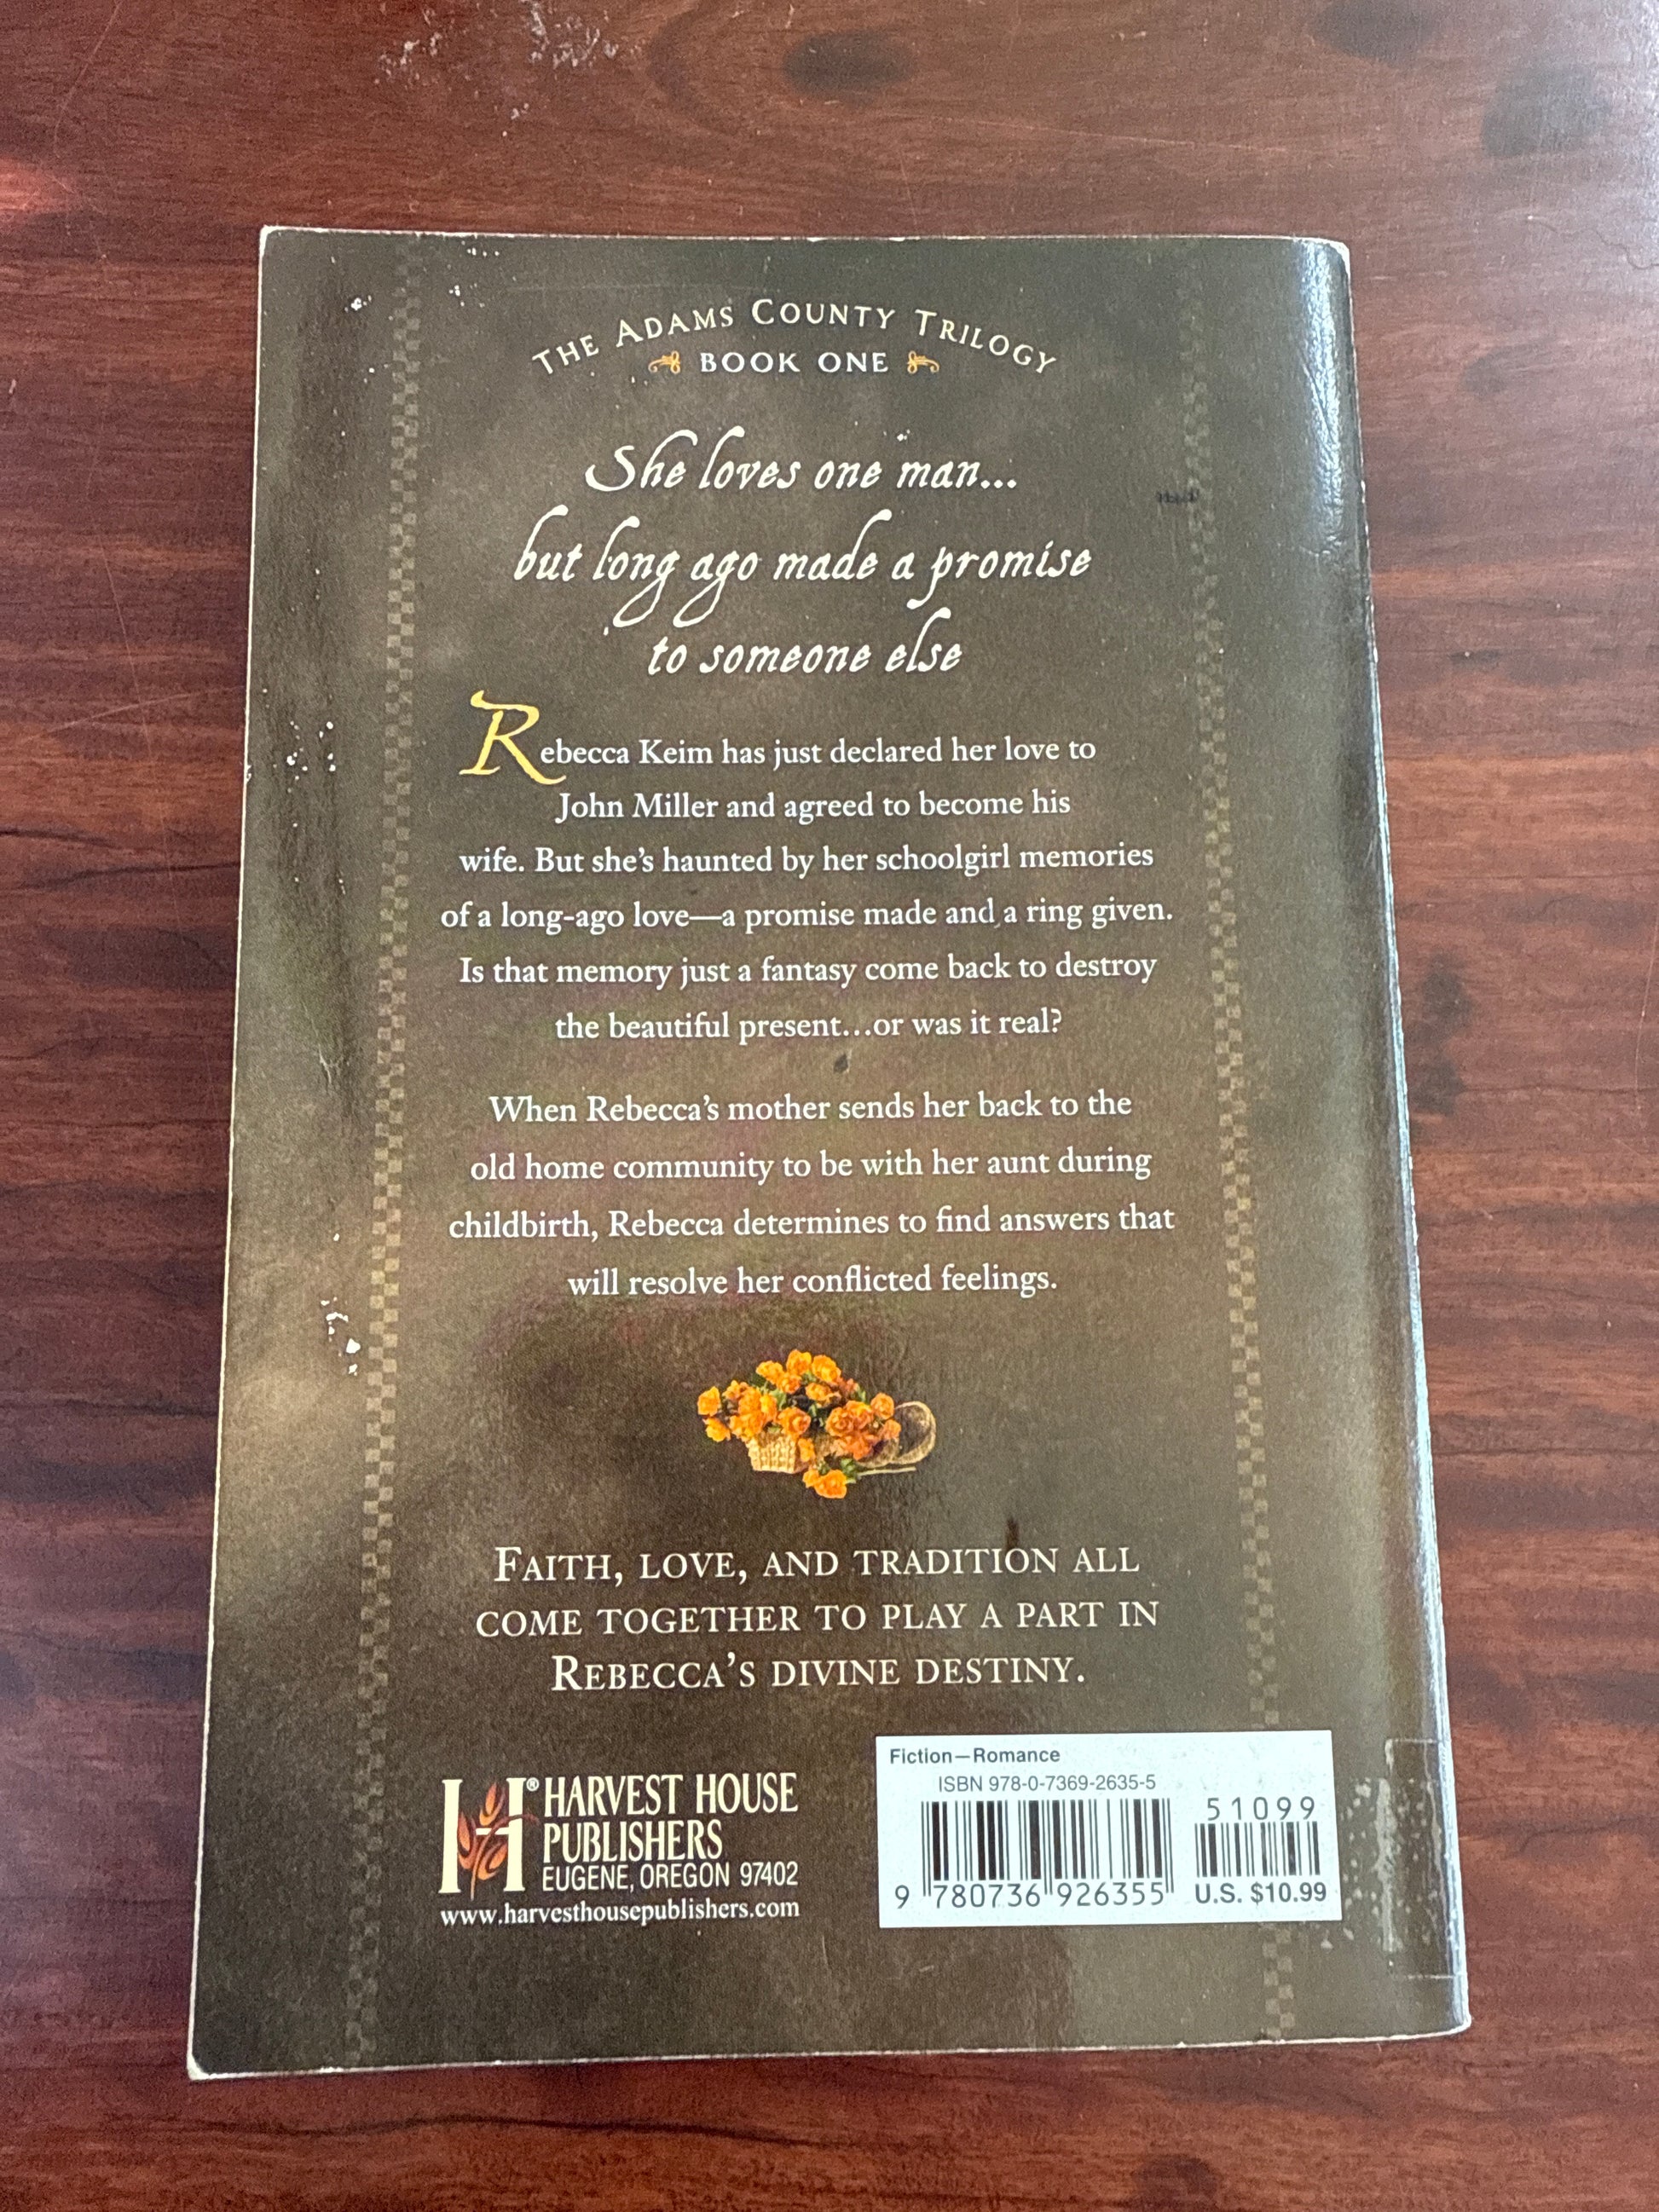 THE ADAMS COUNTY TRILOGY
BOOK ONE
She loves one man...
but long ago made a promise
to someone else
Rebecca Keim has just declared her love to
John Miller and agreed to become his
wife. But she's haunted by her schoolgirl memories
of a long-ago love—a promise made and a ring given.
Is that memory just a fantasy come back to destroy
the beautiful present…or was it real?
When Rebecca's mother sends her back to the
old home community to be with her aunt during
childbirth, Rebecca determines to find answers that
will resolve her conflicted feelings.
FAITH, LOVE, AND TRADITION ALL
COME TOGETHER TO PLAY A PART IN
REBECCA'S DIVINE DESTINY.
H® HARVEST HOUSE
PUBLISHERS
EUGENE, OREGON 97402
www.harvesthousepublishers.com
Fiction—Romance
ISBN 978-0-7369-2635-5
51099
9 780736 926355
U.S. $10.99